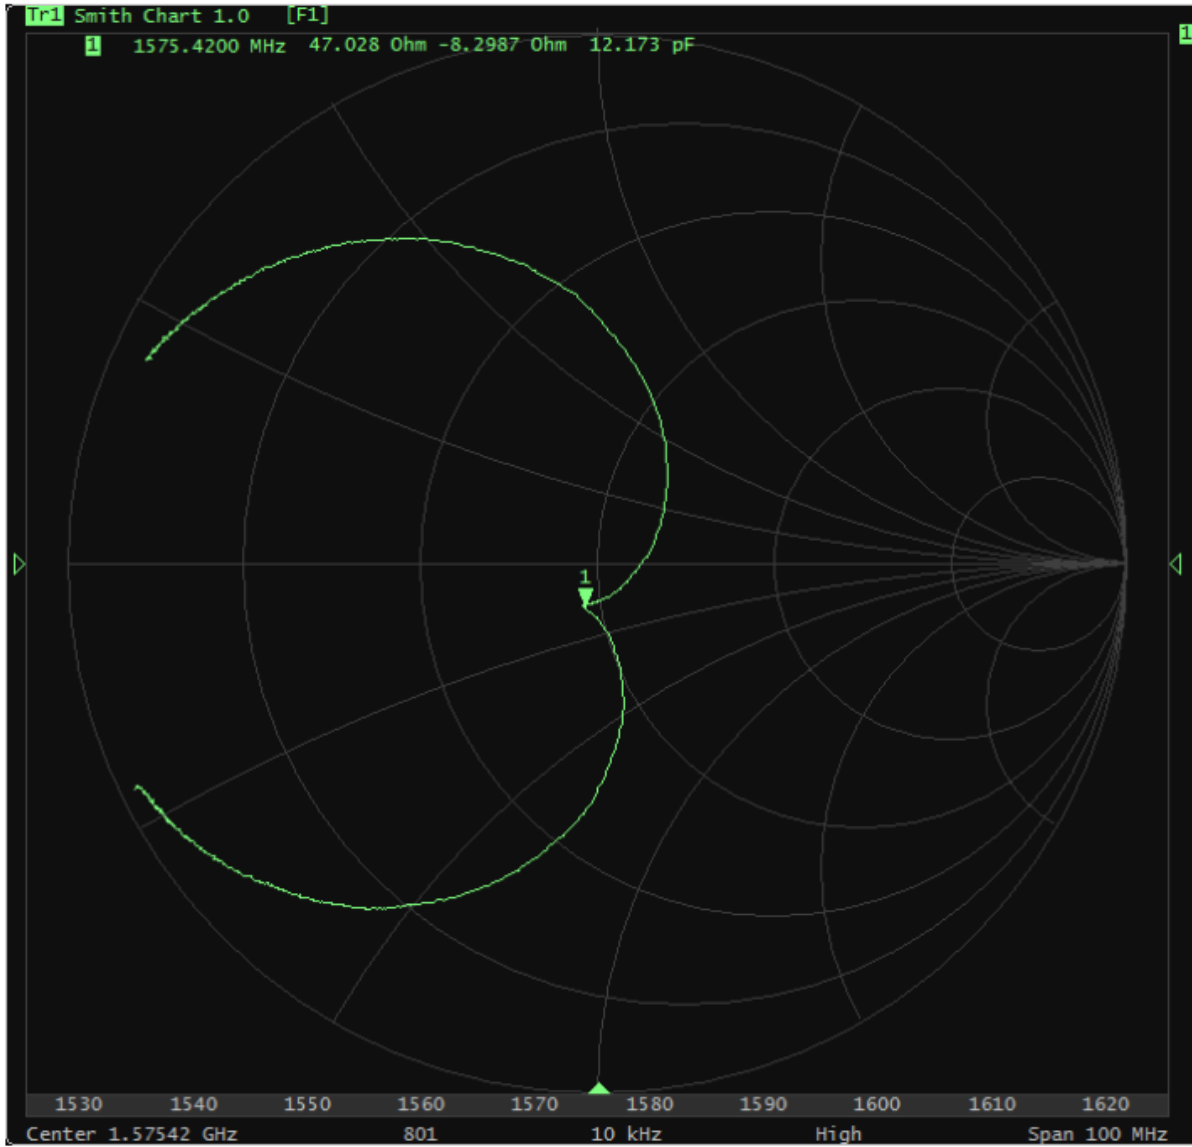 Tr1 Smith Chart 1.0 [F1]
1 1575.4200 MHz 47.028 Ohm -8.2987 Ohm 12.173 pF
1
1
1530 1540 1550 1560 1570 1580 1590 1600 1610 1620
Center 1.57542 GHz 801 10 kHz High Span 100 MHz